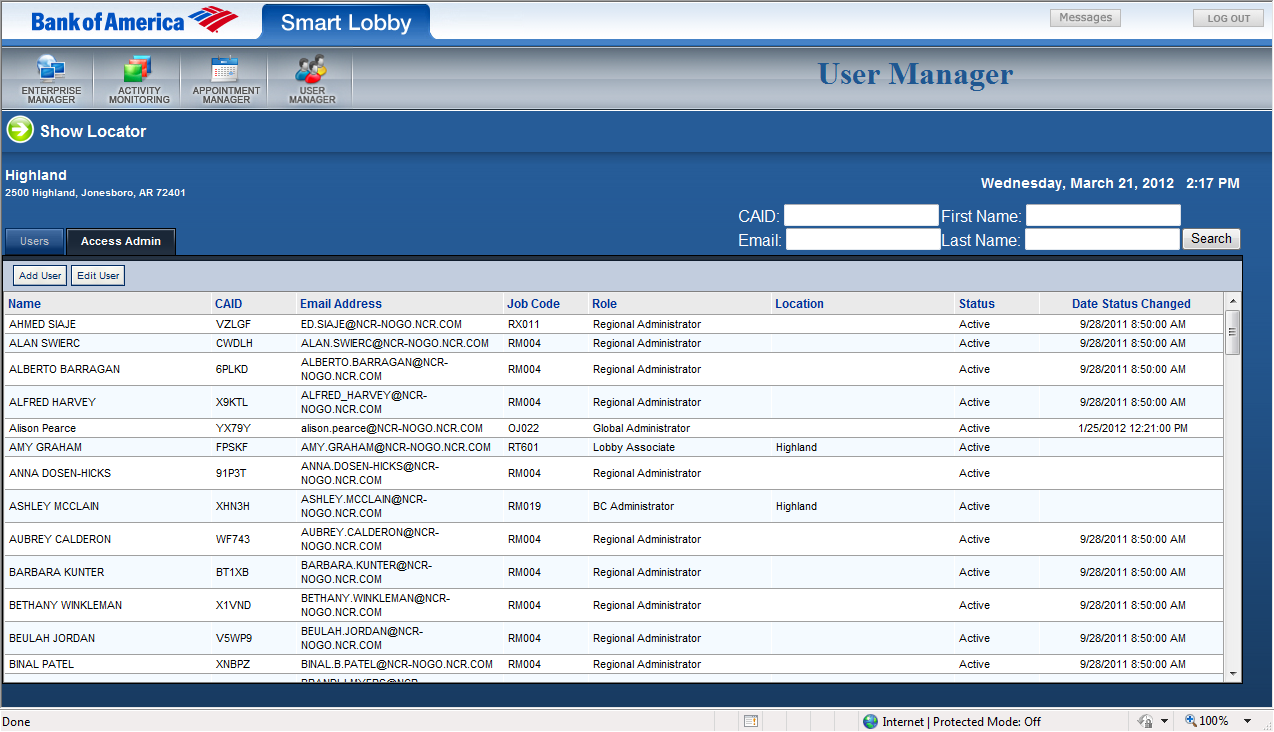 Bank of America Smart Lobby Messages LOG OUT
ENTERPRISE MANAGER ACTIVITY MONITORING APPOINTMENT MANAGER USER MANAGER User Manager
Show Locator
Highland
2500 Highland, Jonesboro, AR 72401
Wednesday, March 21, 2012 2:17 PM
CAID: First Name:
Email: Last Name: Search
Users Access Admin
Add User Edit User
Name CAID Email Address Job Code Role Location Status Date Status Changed
AHMED SIAJE VZLGF ED.SIAJE@NCR-NOGO.NCR.COM RX011 Regional Administrator Active 9/28/2011 8:50:00 AM
ALAN SWIERC CWDLH ALAN.SWIERC@NCR-NOGO.NCR.COM RM004 Regional Administrator Active 9/28/2011 8:50:00 AM
ALBERTO BARRAGAN 6PLKD ALBERTO.BARRAGAN@NCR-NOGO.NCR.COM RM004 Regional Administrator Active 9/28/2011 8:50:00 AM
ALFRED HARVEY X9KTL ALFRED_HARVEY@NCR-NOGO.NCR.COM RM004 Regional Administrator Active 9/28/2011 8:50:00 AM
Alison Pearce YX79Y alison.pearce@NCR-NOGO.NCR.COM OJ022 Global Administrator Active 1/25/2012 12:21:00 PM
AMY GRAHAM FPSKF AMY.GRAHAM@NCR-NOGO.NCR.COM RT601 Lobby Associate Highland Active
ANNA DOSEN-HICKS 91P3T ANNA.DOSEN-HICKS@NCR-NOGO.NCR.COM RM004 Regional Administrator Active
ASHLEY MCCLAIN XHN3H ASHLEY.MCCLAIN@NCR-NOGO.NCR.COM RM019 BC Administrator Highland Active
AUBREY CALDERON WF743 AUBREY.CALDERON@NCR-NOGO.NCR.COM RM004 Regional Administrator Active 9/28/2011 8:50:00 AM
BARBARA KUNTER BT1XB BARBARA.KUNTER@NCR-NOGO.NCR.COM RM004 Regional Administrator Active 9/28/2011 8:50:00 AM
BETHANY WINKLEMAN X1VND BETHANY.WINKLEMAN@NCR-NOGO.NCR.COM RM004 Regional Administrator Active 9/28/2011 8:50:00 AM
BEULAH JORDAN V5WP9 BEULAH.JORDAN@NCR-NOGO.NCR.COM RM004 Regional Administrator Active 9/28/2011 8:50:00 AM
BINAL PATEL XNBPZ BINAL.B.PATEL@NCR-NOGO.NCR.COM RM004 Regional Administrator Active 9/28/2011 8:50:00 AM
Done Internet | Protected Mode: Off 100%